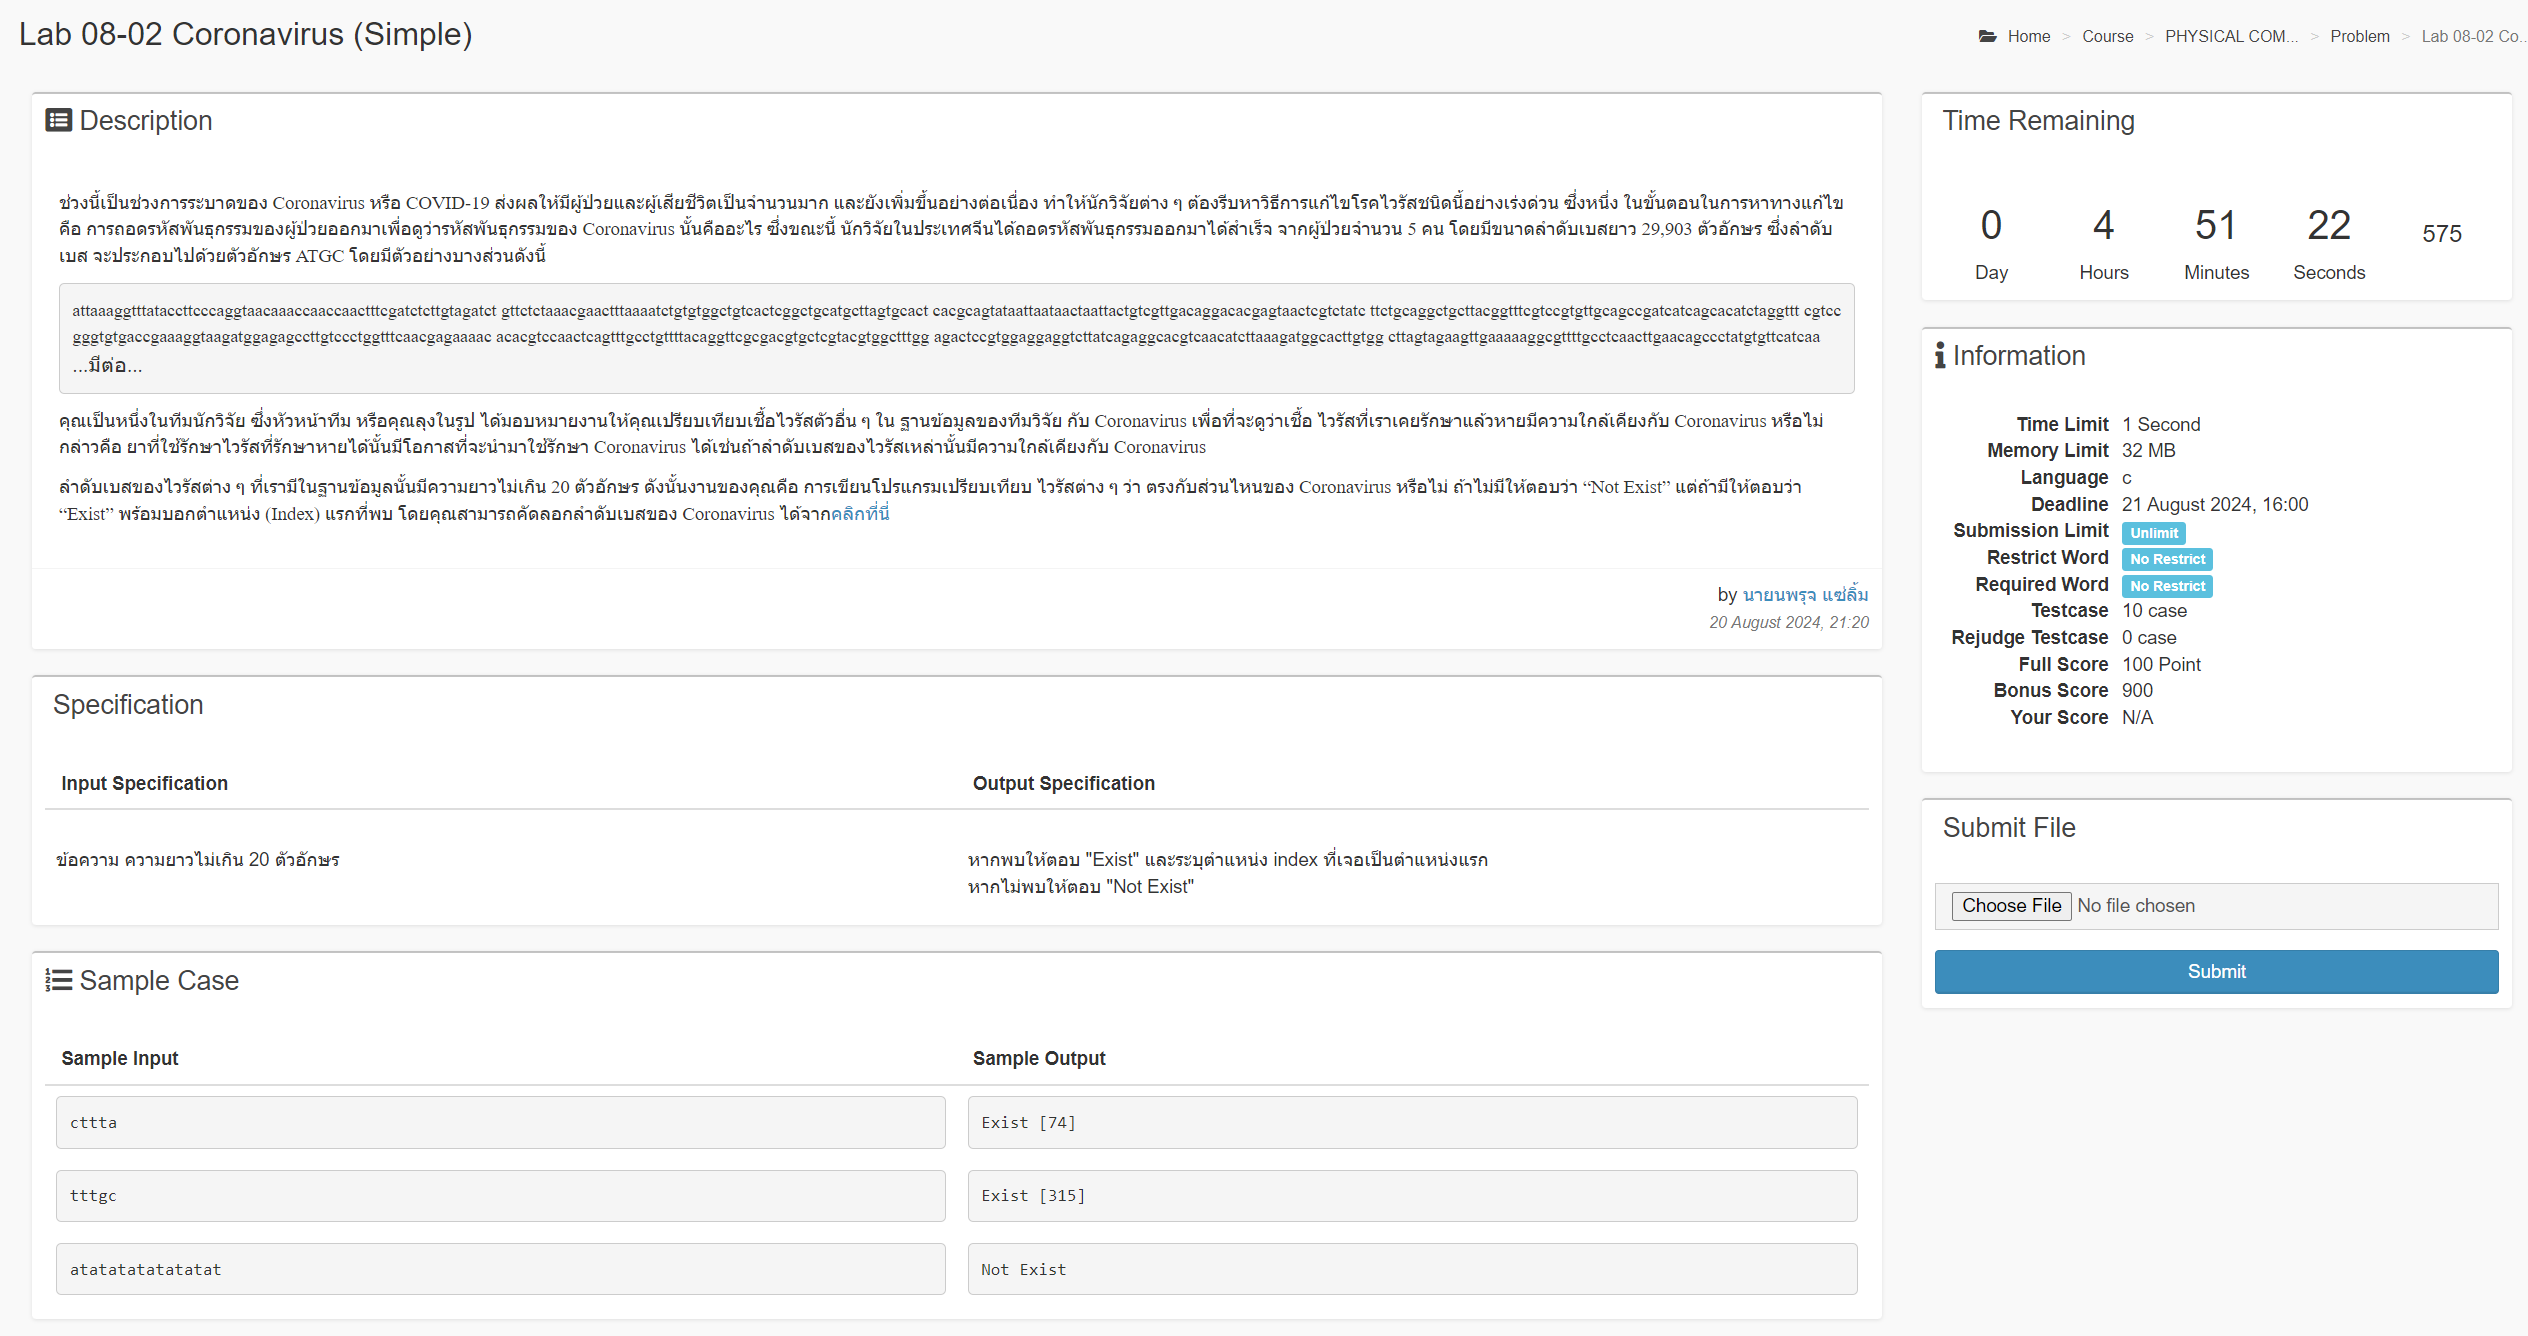 Lab 08-02 Coronavirus (Simple)
Home > Course > PHYSICAL COM... > Problem > Lab 08-02 Co...
Description
ช่วงนี้เป็นช่วงการระบาดของ Coronavirus หรือ COVID-19 ส่งผลให้มีผู้ป่วยและผู้เสียชีวิตเป็นจำนวนมาก และยังเพิ่มขึ้นอย่างต่อเนื่อง ทำให้นักวิจัยต่าง ๆ ต้องรีบหาวิธีการแก้ไขโรคไวรัสชนิดนี้อย่างเร่งด่วน ซึ่งหนึ่ง ในขั้นตอนในการหาทางแก้ไข
คือ การถอดรหัสพันธุกรรมของผู้ป่วยออกมาเพื่อดูว่ารหัสพันธุกรรมของ Coronavirus นั้นคืออะไร ซึ่งขณะนี้ นักวิจัยในประเทศจีนได้ถอดรหัสพันธุกรรมออกมาได้สำเร็จ จากผู้ป่วยจำนวน 5 คน โดยมีขนาดลำดับเบสยาว 29,903 ตัวอักษร ซึ่งลำดับ
เบส จะประกอบไปด้วยตัวอักษร ATGC โดยมีตัวอย่างบางส่วนดังนี้
attaaaggtttataccttcccaggtaacaaaccaaccaactttcgatctcttgtagatct gttctctaaacgaactttaaaatctgtgtggctgtcactcggctgcatgcttagtgcact cacgcagtataattaataactaattactgtcgttgacaggacacgagtaactcgtctatc ttctgcaggctgcttacggtttcgtccgtgttgcagccgatcatcagcacatctaggttt cgtcc
gggtgtgaccgaaaggtaagatggagagccttgtccctggtttcaacgagaaaac acacgtccaactcagtttgcctgttttacaggttcgcgacgtgctcgtacgtggctttgg agactccgtggaggaggtcttatcagaggcacgtcaacatcttaaagatggcacttgtgg cttagtagaagttgaaaaaggcgttttgcctcaacttgaacagccctatgtgttcatcaa
...มีต่อ...
คุณเป็นหนึ่งในทีมนักวิจัย ซึ่งหัวหน้าทีม หรือคุณลุงในรูป ได้มอบหมายงานให้คุณเปรียบเทียบเชื้อไวรัสตัวอื่น ๆ ใน ฐานข้อมูลของทีมวิจัย กับ Coronavirus เพื่อที่จะดูว่าเชื้อ ไวรัสที่เราเคยรักษาแล้วหายมีความใกล้เคียงกับ Coronavirus หรือไม่
กล่าวคือ ยาที่ใช้รักษาไวรัสที่รักษาหายได้นั้นมีโอกาสที่จะนำมาใช้รักษา Coronavirus ได้เช่นถ้าลำดับเบสของไวรัสเหล่านั้นมีความใกล้เคียงกับ Coronavirus
ลำดับเบสของไวรัสต่าง ๆ ที่เรามีในฐานข้อมูลนั้นมีความยาวไม่เกิน 20 ตัวอักษร ดังนั้นงานของคุณคือ การเขียนโปรแกรมเปรียบเทียบ ไวรัสต่าง ๆ ว่า ตรงกับส่วนไหนของ Coronavirus หรือไม่ ถ้าไม่มีให้ตอบว่า “Not Exist” แต่ถ้ามีให้ตอบว่า
“Exist” พร้อมบอกตำแหน่ง (Index) แรกที่พบ โดยคุณสามารถคัดลอกลำดับเบสของ Coronavirus ได้จากคลิกที่นี่
by นายนพรุจ แซ่ลิ้ม
20 August 2024, 21:20
Specification
Input Specification
Output Specification
ข้อความ ความยาวไม่เกิน 20 ตัวอักษร
หากพบให้ตอบ "Exist" และระบุตำแหน่ง index ที่เจอเป็นตำแหน่งแรก
หากไม่พบให้ตอบ "Not Exist"
Sample Case
Sample Input
Sample Output
cttta
Exist [74]
tttgc
Exist [315]
atatatatatatatat
Not Exist
Time Remaining
0 4 51 22 575
Day Hours Minutes Seconds
Information
Time Limit 1 Second
Memory Limit 32 MB
Language c
Deadline 21 August 2024, 16:00
Submission Limit Unlimit
Restrict Word No Restrict
Required Word No Restrict
Testcase 10 case
Rejudge Testcase 0 case
Full Score 100 Point
Bonus Score 900
Your Score N/A
Submit File
Choose File No file chosen
Submit